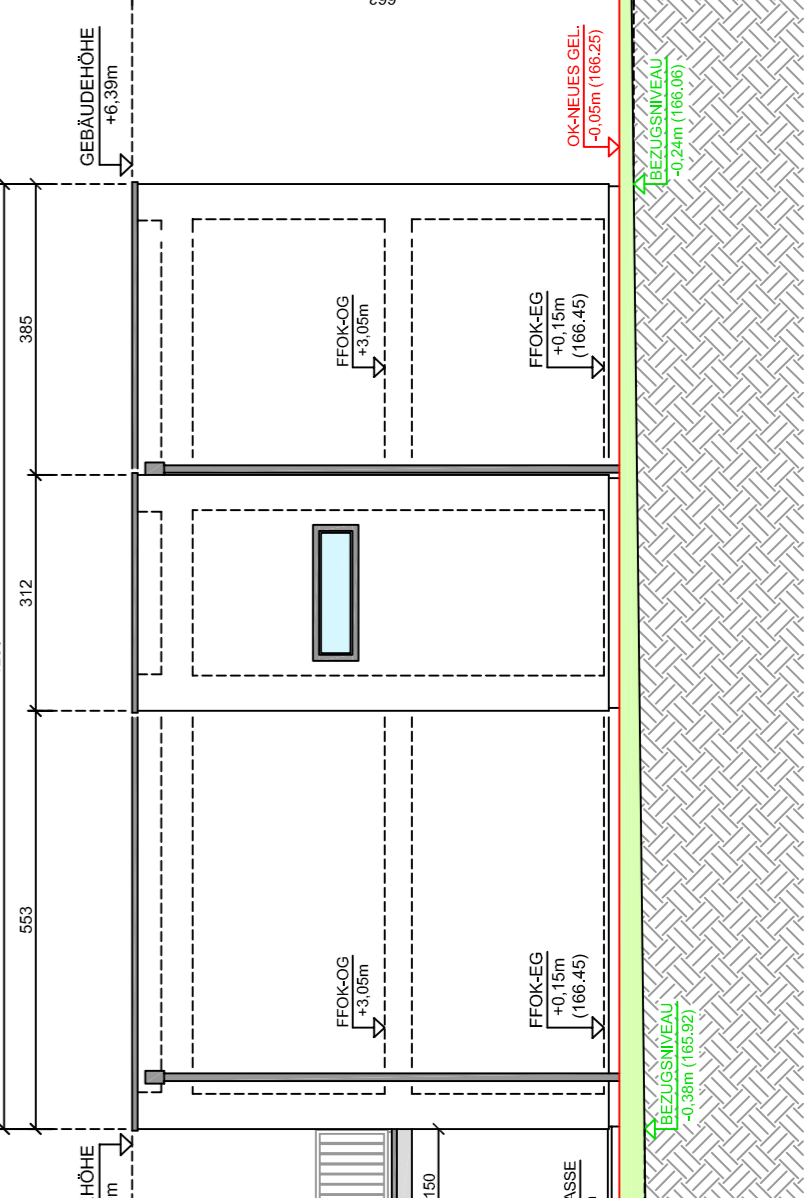 663
GEBÄUDEHÖHE
+6,39m
OK-NEUES GEL.
-0,05m (166.25)
BEZUGSNIVEAU
-0,24m (166.06)
385
FFOK-OG
+3,05m
FFOK-EG
+0,15m
(166.45)
312
553
FFOK-OG
+3,05m
FFOK-EG
+0,15m
(166.45)
BEZUGSNIVEAU
-0,38m (165.92)
HÖHE
m
150
ASSE